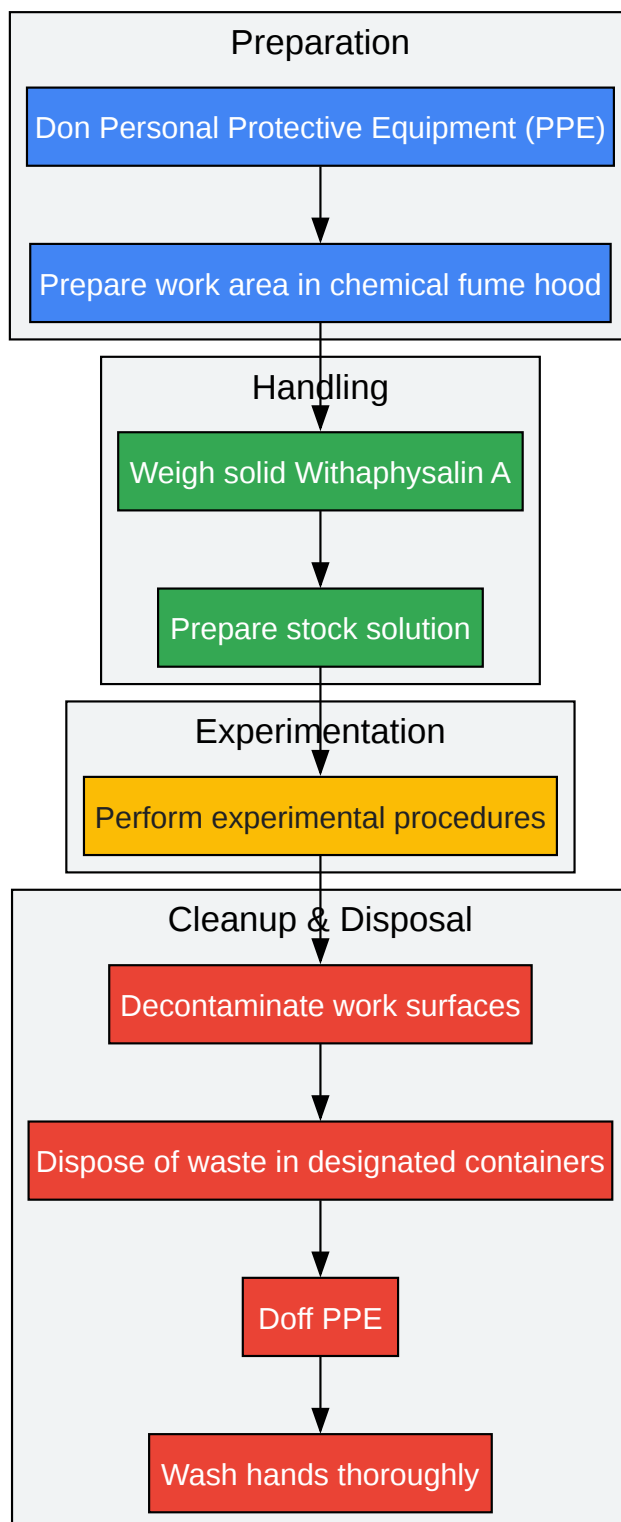 Preparation
Don Personal Protective Equipment (PPE)
Prepare work area in chemical fume hood
Handling
Weigh solid Withaphysalin A
Prepare stock solution
Experimentation
Perform experimental procedures
Cleanup & Disposal
Decontaminate work surfaces
Dispose of waste in designated containers
Doff PPE
Wash hands thoroughly